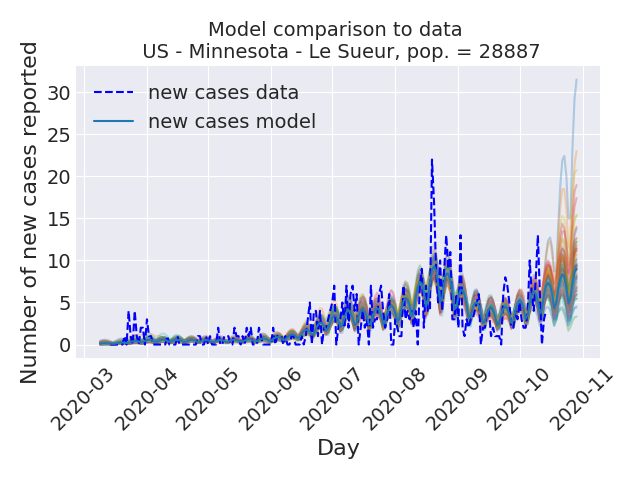 Model comparison to data
US - Minnesota - Le Sueur, pop. = 28887
Number of new cases reported
30
25
20
15
10
5
0
new cases data
new cases model
2020-03
2020-04
2020-05
2020-06
2020-07
2020-08
2020-09
2020-10
2020-11
Day